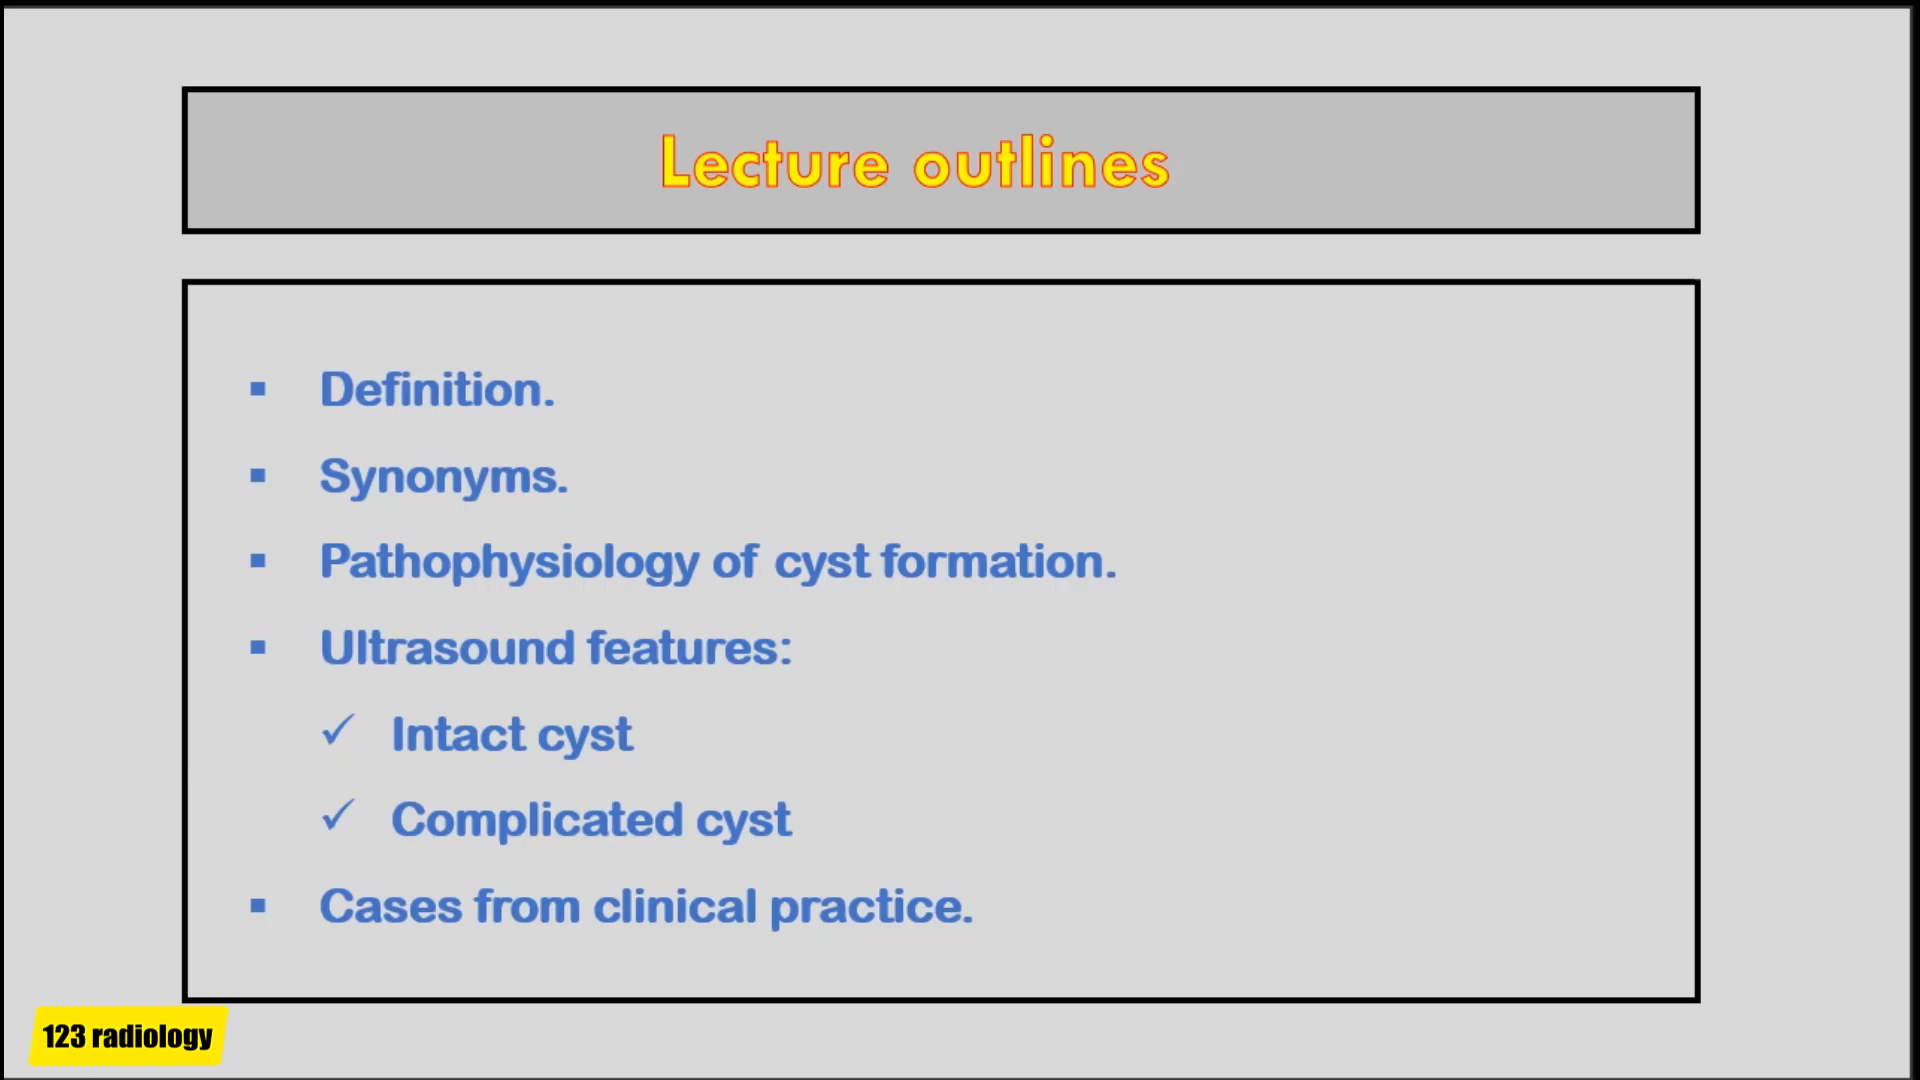 Lecture outlines
▪ Definition.
▪ Synonyms.
▪ Pathophysiology of cyst formation.
▪ Ultrasound features:
✓ Intact cyst
✓ Complicated cyst
▪ Cases from clinical practice.
123 radiology